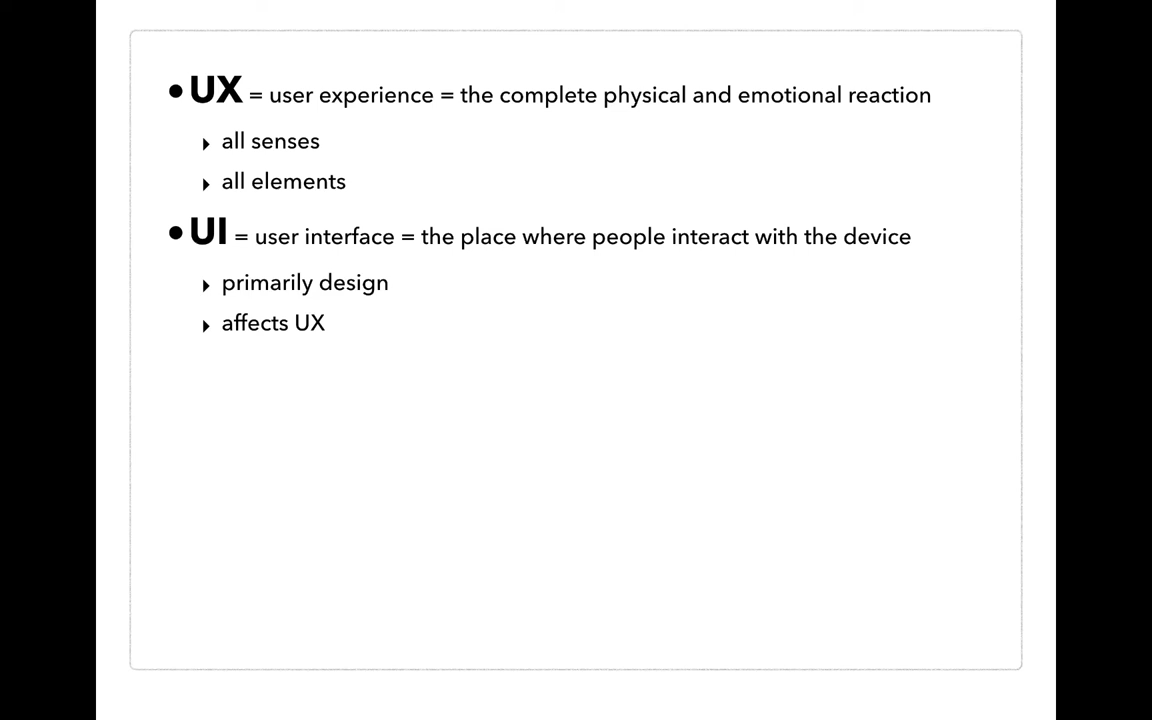 •UX = user experience = the complete physical and emotional reaction
‣ all senses
‣ all elements
•UI = user interface = the place where people interact with the device
‣ primarily design
‣ affects UX